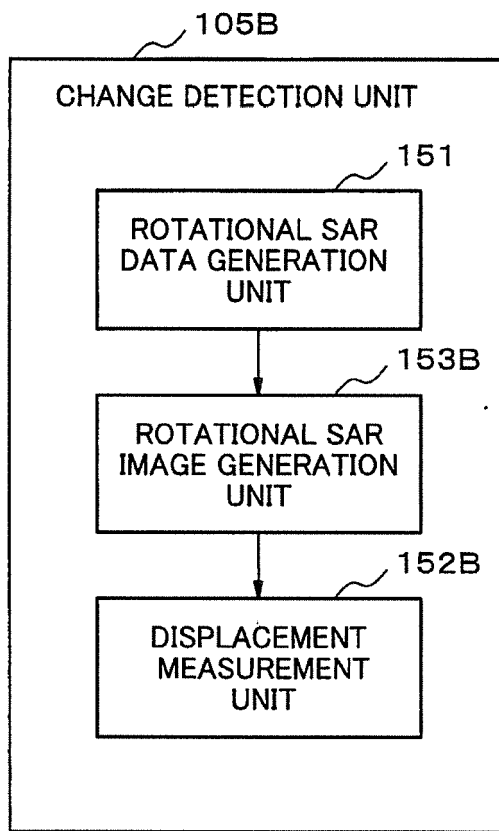 105B
CHANGE DETECTION UNIT
151
ROTATIONAL SAR
DATA GENERATION
UNIT
153B
ROTATIONAL SAR
IMAGE GENERATION
UNIT
152B
DISPLACEMENT
MEASUREMENT
UNIT